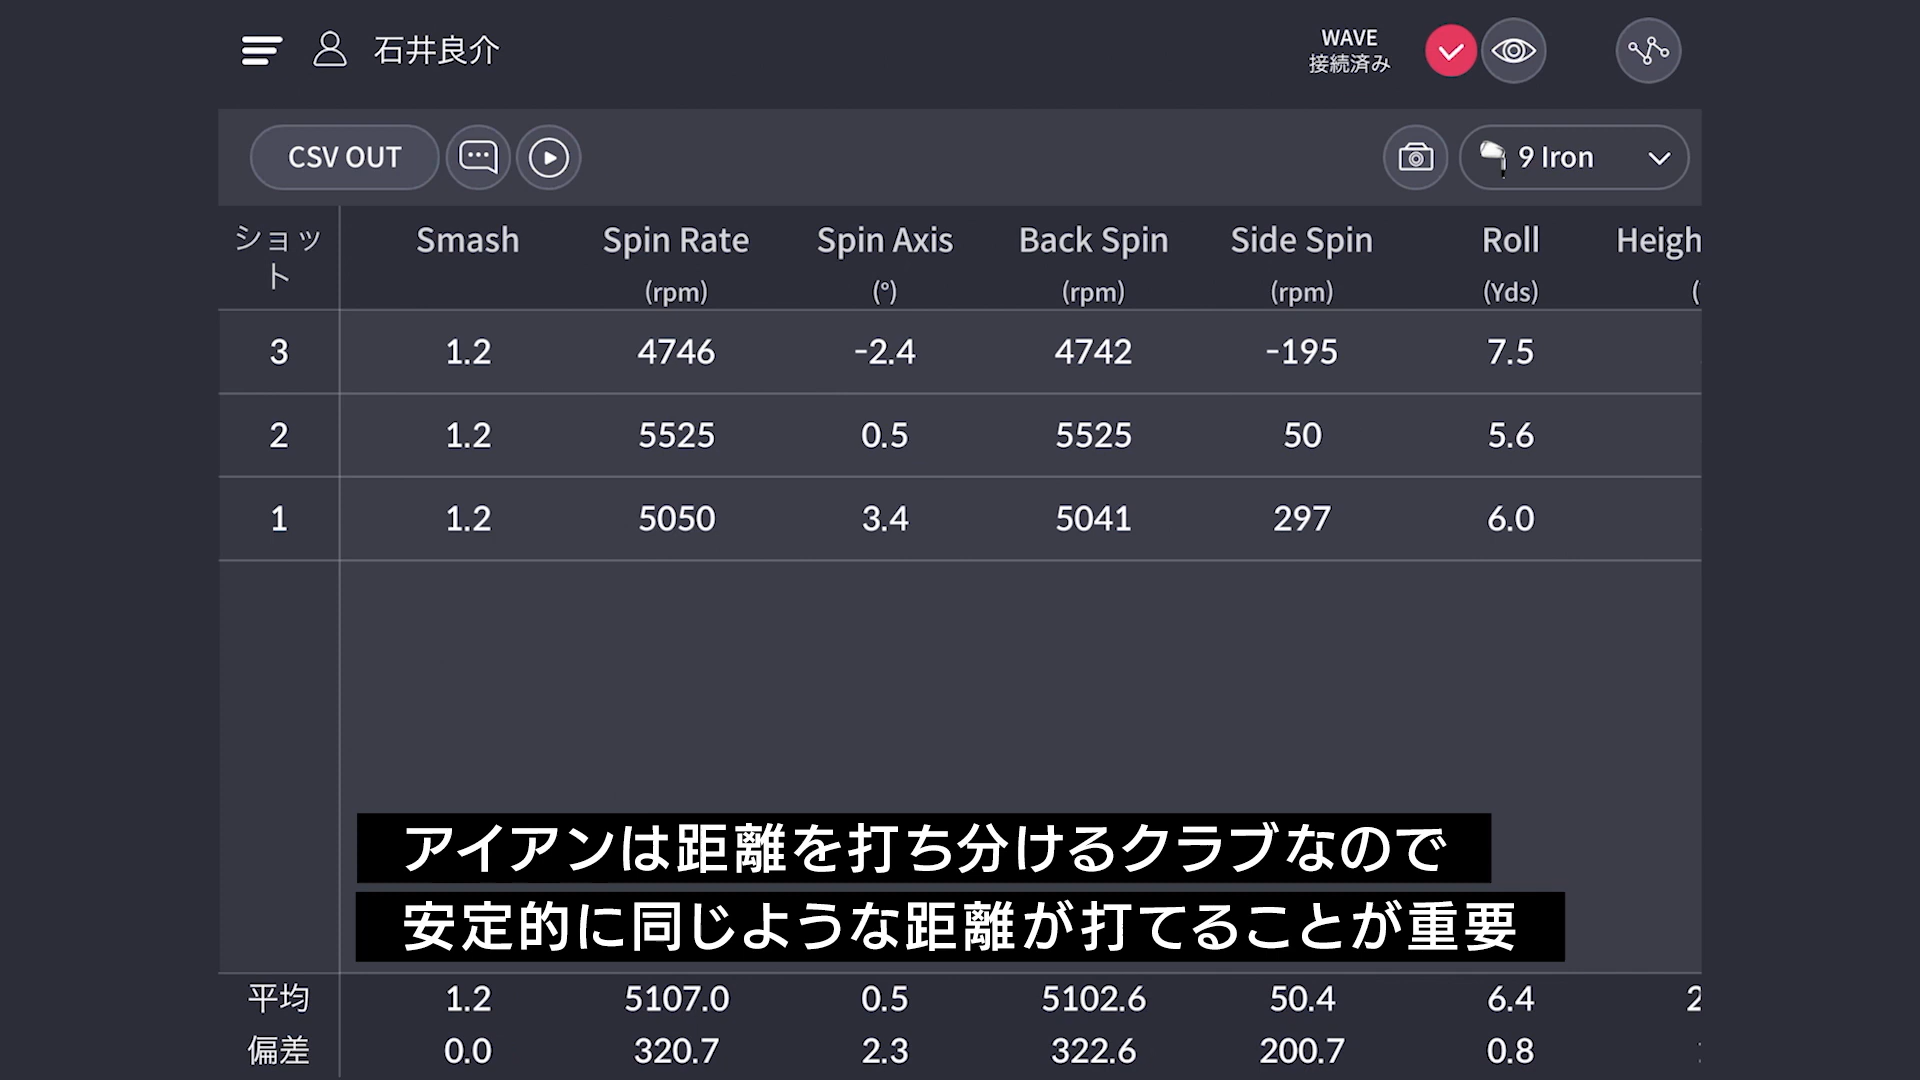 石井良介
WAVE
接続済み
CSV OUT
9 Iron
ショット Smash Spin Rate (rpm) Spin Axis (°) Back Spin (rpm) Side Spin (rpm) Roll (Yds) Heigh (
3 1.2 4746 -2.4 4742 -195 7.5
2 1.2 5525 0.5 5525 50 5.6
1 1.2 5050 3.4 5041 297 6.0
アイアンは距離を打ち分けるクラブなので
安定的に同じような距離が打てることが重要
平均 1.2 5107.0 0.5 5102.6 50.4 6.4 2
偏差 0.0 320.7 2.3 322.6 200.7 0.8